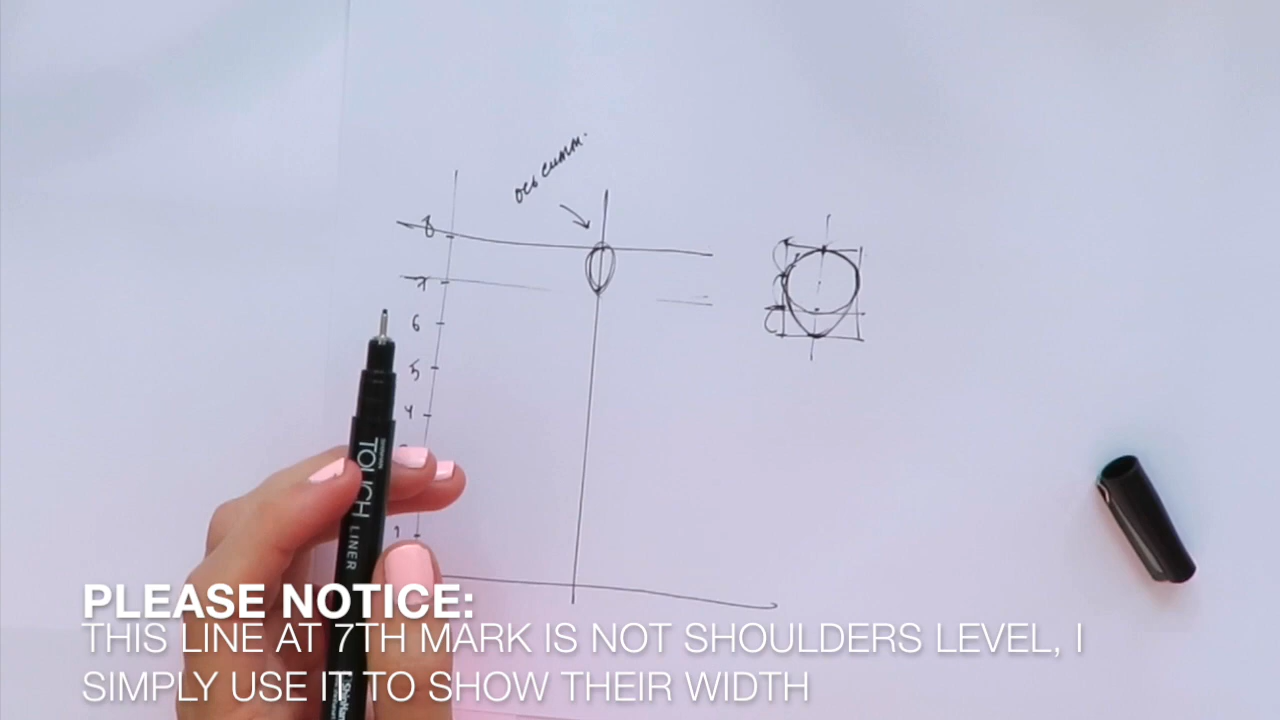 ось симм.
8
7
6
5
4
1
TOUCH LINER
ShinHan
PLEASE NOTICE:
THIS LINE AT 7TH MARK IS NOT SHOULDERS LEVEL, I
SIMPLY USE IT TO SHOW THEIR WIDTH